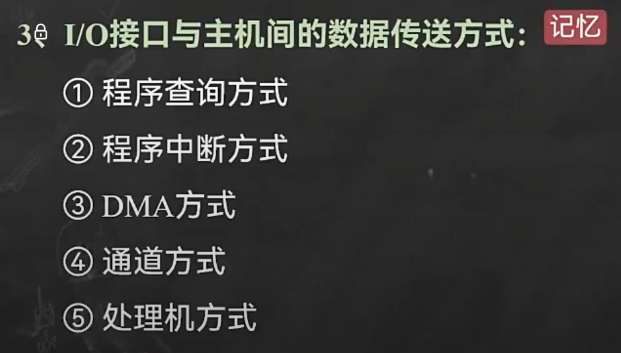 3 I/O接口与主机间的数据传送方式： 记忆
① 程序查询方式
② 程序中断方式
③ DMA方式
④ 通道方式
⑤ 处理机方式